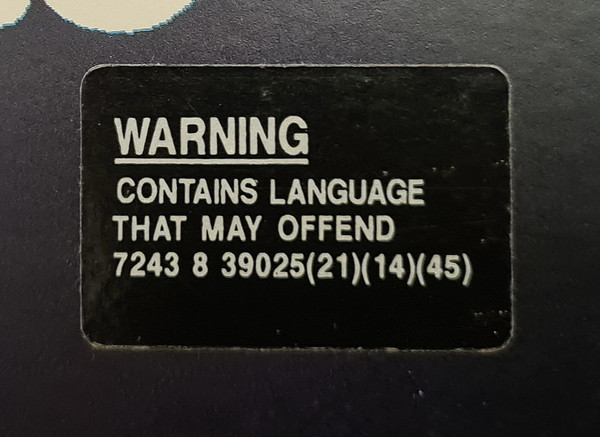 WARNING
CONTAINS LANGUAGE
THAT MAY OFFEND
7243 8 39025(21)(14)(45)